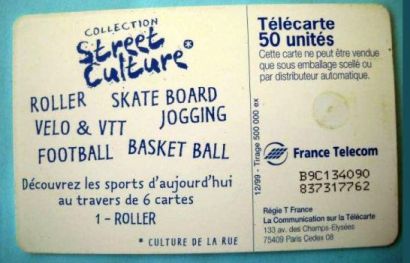 COLLECTION
Street
Culture*
ROLLER SKATE BOARD
VELO & VTT JOGGING
FOOTBALL BASKET BALL
Découvrez les sports d'aujourd'hui
au travers de 6 cartes
1 - ROLLER
* CULTURE DE LA RUE
12/99 - Tirage 500 000 ex
Télécarte
50 unités
Cette carte ne peut être vendue
que sous emballage scellé ou
par distributeur automatique.
France Telecom
B9C134090
837317762
Régie T France
La Communication sur la Télécarte
133 av. des Champs-Elysées
75409 Paris Cedex 08